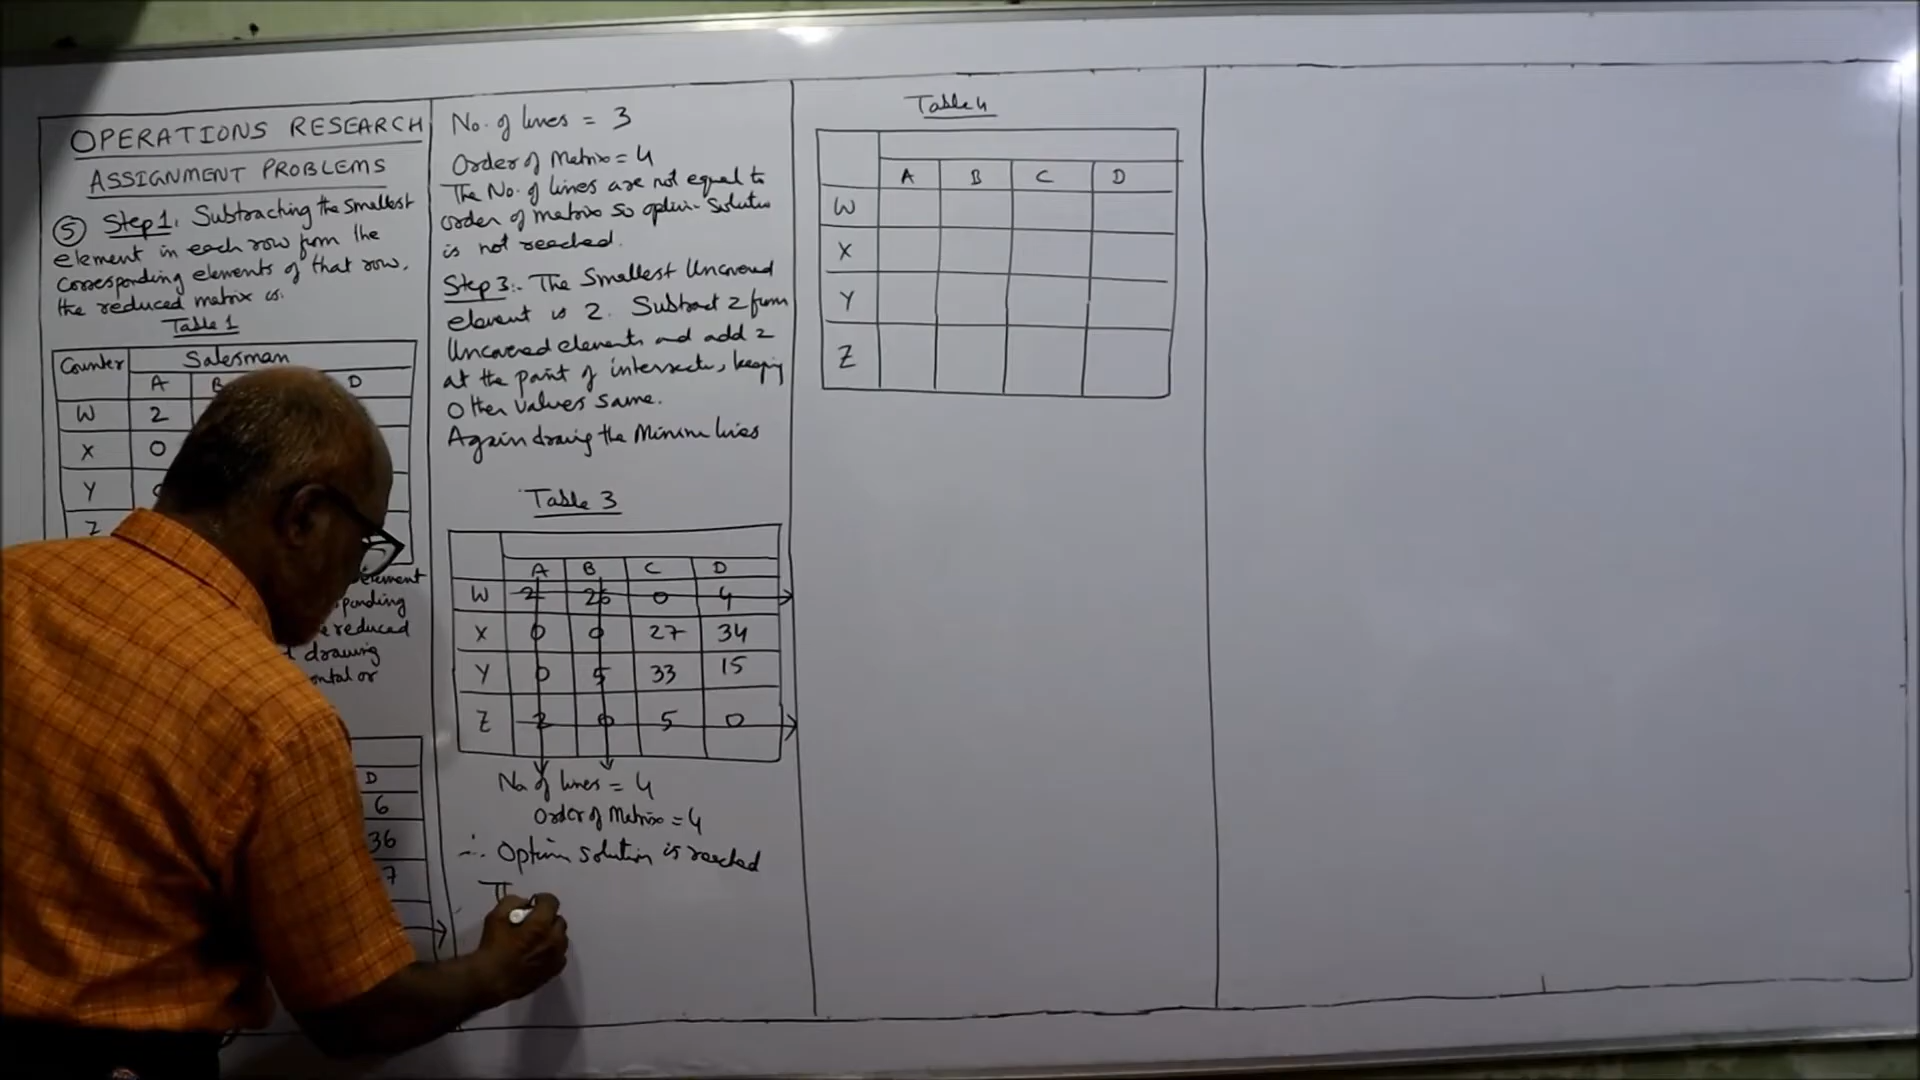 OPERATIONS RESEARCH
ASSIGNMENT PROBLEMS
⑤ Step 1. Subtracting the smallest
element in each row from the
corresponding elements of that row,
the reduced matrix is.
Table 1
Counter Salesman
A B D
W 2
X 0
Y
Z
element
ponding
reduced
drawing
ontal or
D
6
36
7
No. of lines = 3
Order of Matrix = 4
The No. of lines are not equal to
order of matrix so optim. solution
is not reached.
Step 3:- The Smallest Uncovered
element is 2. Subtract 2 from
Uncovered elements and add 2
at the point of intersects, keeping
Other values same.
Again drawing the Minimum lines
Table 3
A B C D
W 2 26 0 4
X 0 0 27 34
Y 0 5 33 15
Z 2 0 5 0
No. of lines = 4
Order of Matrix = 4
∴ Optim solution is reached
Table 4
A B C D
W
X
Y
Z